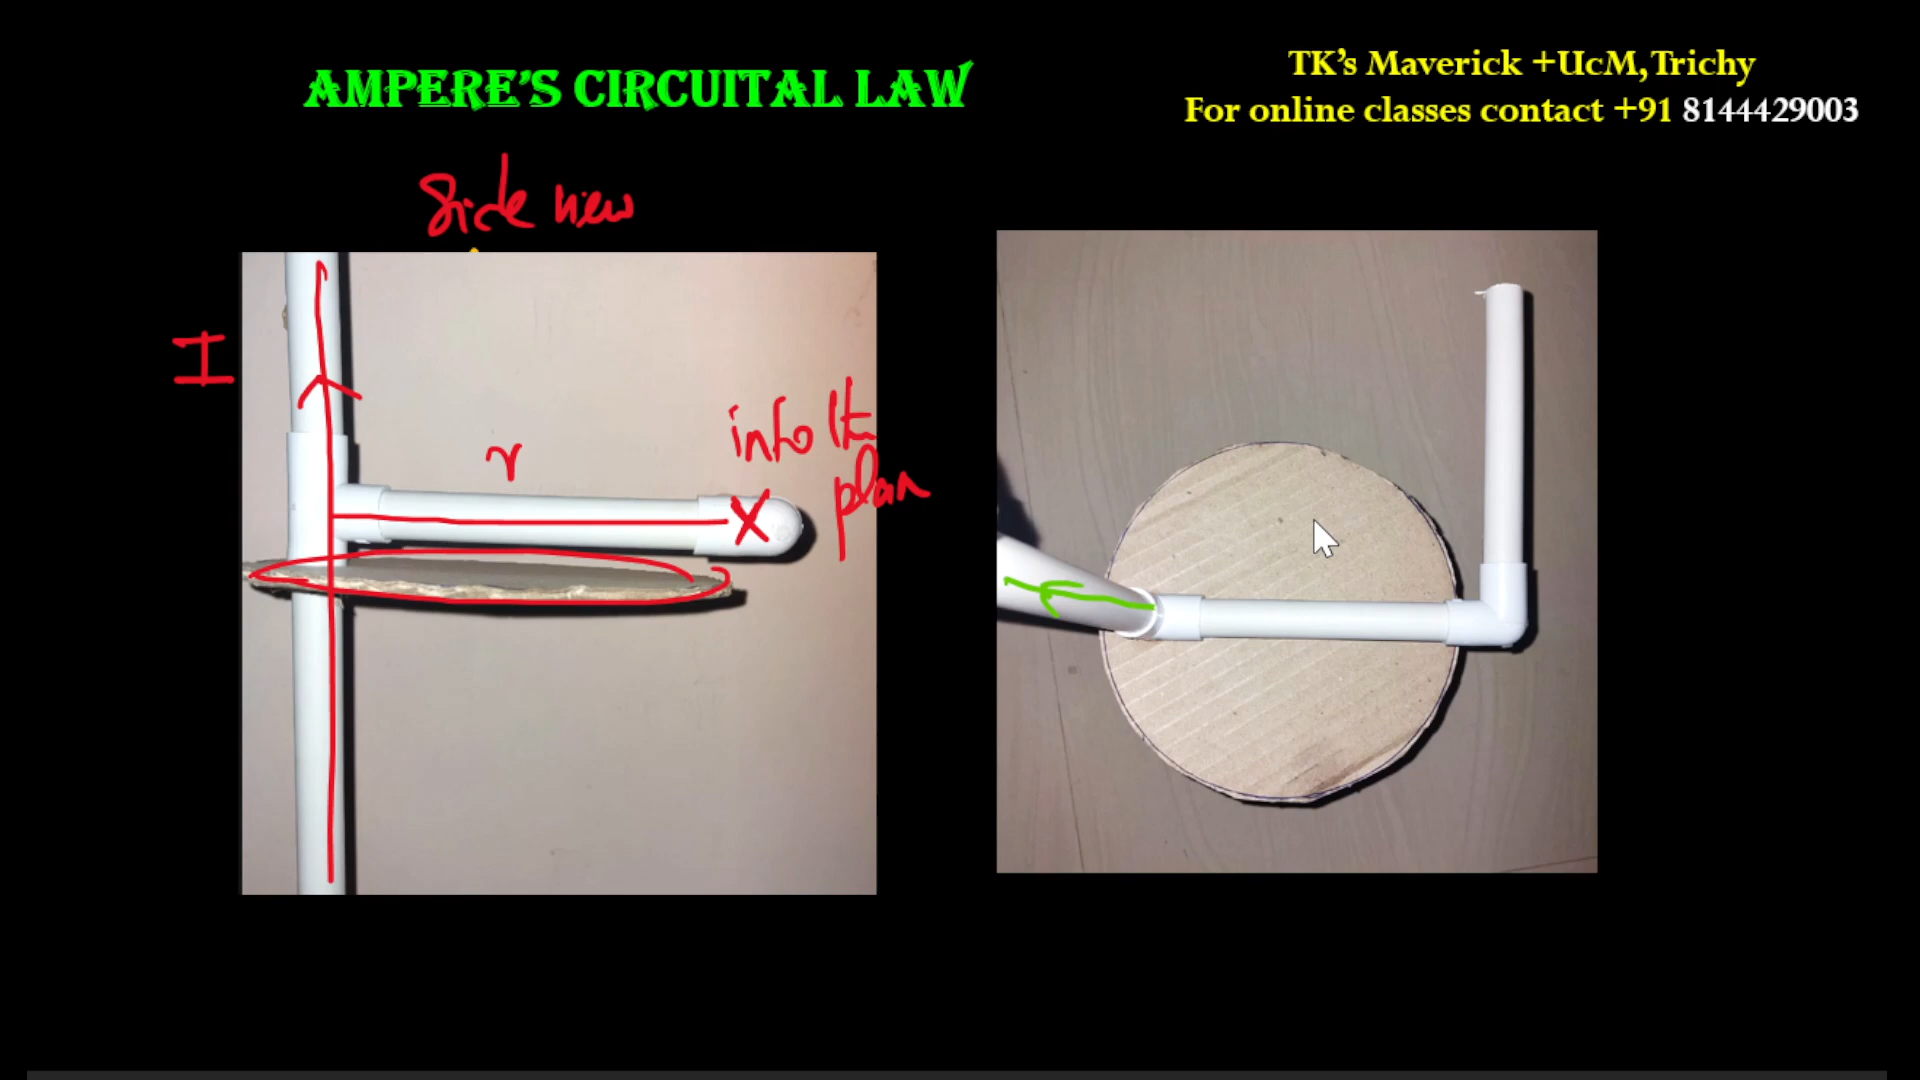 AMPERE'S CIRCUITAL LAW
TK's Maverick +UcM,Trichy
For online classes contact +91 8144429003
Side view
I
r
into the
plan
X